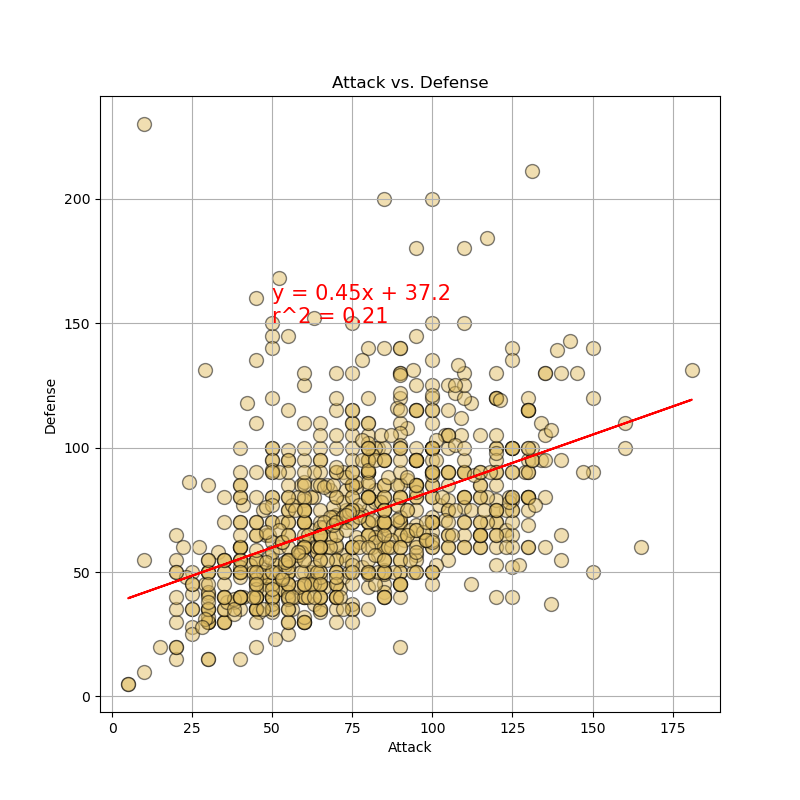 Attack vs. Defense
Defense
200
150
100
50
0
y = 0.45x + 37.2
r^2 = 0.21
0 25 50 75 100 125 150 175
Attack